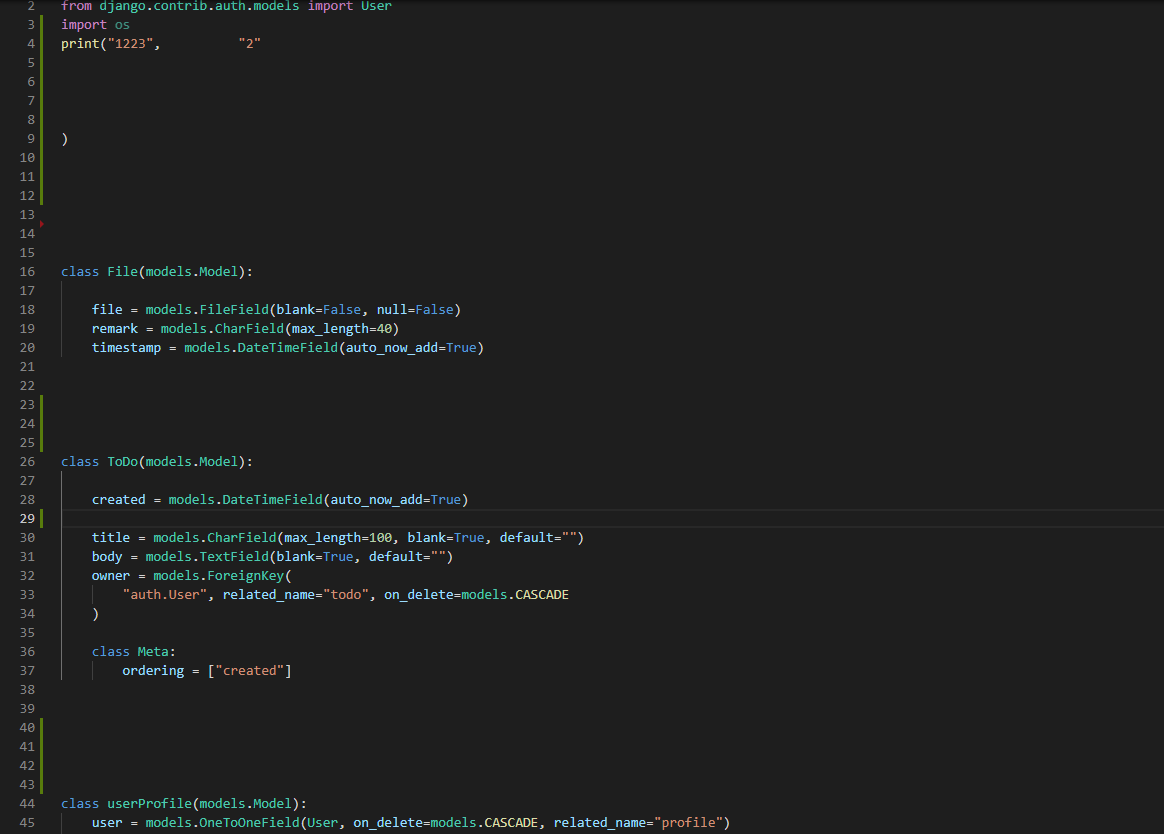 2 from django.contrib.auth.models import User
3 import os
4 print("1223",          "2"
5
6
7
8
9 )
10
11
12
13
14
15
16 class File(models.Model):
17
18     file = models.FileField(blank=False, null=False)
19     remark = models.CharField(max_length=40)
20     timestamp = models.DateTimeField(auto_now_add=True)
21
22
23
24
25
26 class ToDo(models.Model):
27
28     created = models.DateTimeField(auto_now_add=True)
29
30     title = models.CharField(max_length=100, blank=True, default="")
31     body = models.TextField(blank=True, default="")
32     owner = models.ForeignKey(
33         "auth.User", related_name="todo", on_delete=models.CASCADE
34     )
35
36     class Meta:
37         ordering = ["created"]
38
39
40
41
42
43
44 class userProfile(models.Model):
45     user = models.OneToOneField(User, on_delete=models.CASCADE, related_name="profile")